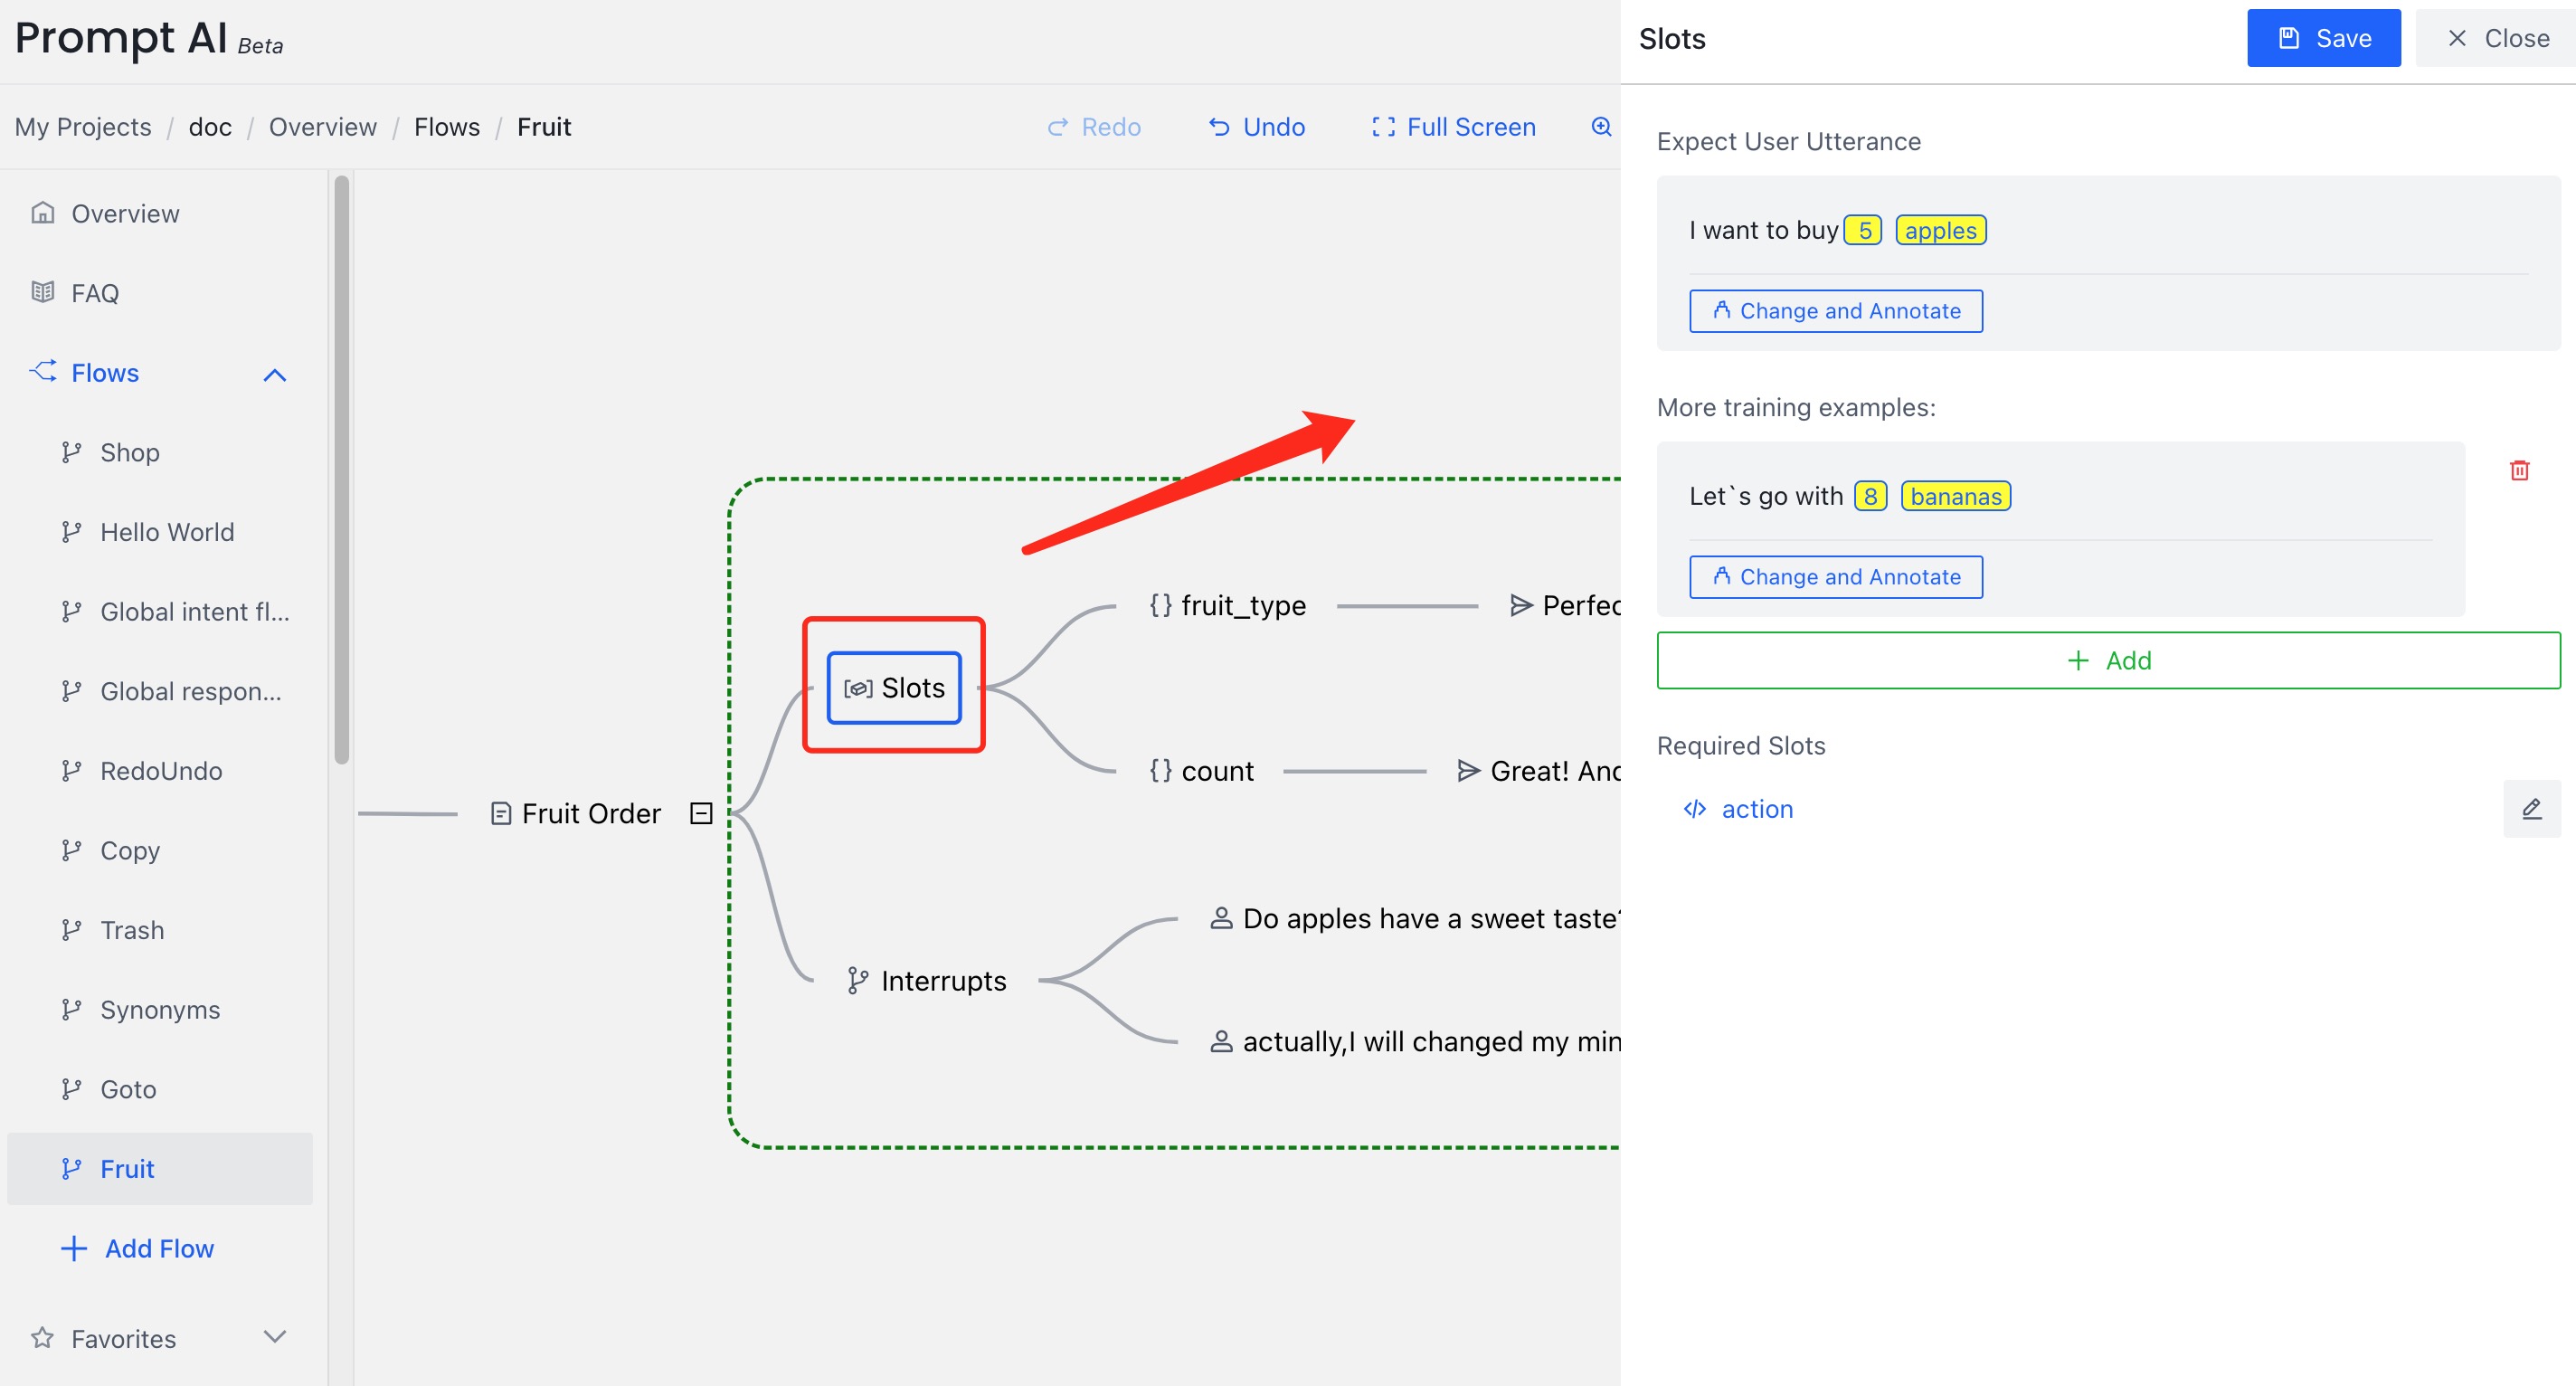 Prompt AI Beta
My Projects / doc / Overview / Flows / Fruit
Redo
Undo
Full Screen
Overview
FAQ
Flows
Shop
Hello World
Global intent fl...
Global respon...
RedoUndo
Copy
Trash
Synonyms
Goto
Fruit
Add Flow
Favorites
Fruit Order
Slots
{} fruit_type
Perfec
{} count
Great! And
Interrupts
Do apples have a sweet taste?
actually,I will changed my min
Slots
Save
Close
Expect User Utterance
I want to buy 5 apples
Change and Annotate
More training examples:
Let`s go with 8 bananas
Change and Annotate
+ Add
Required Slots
</> action